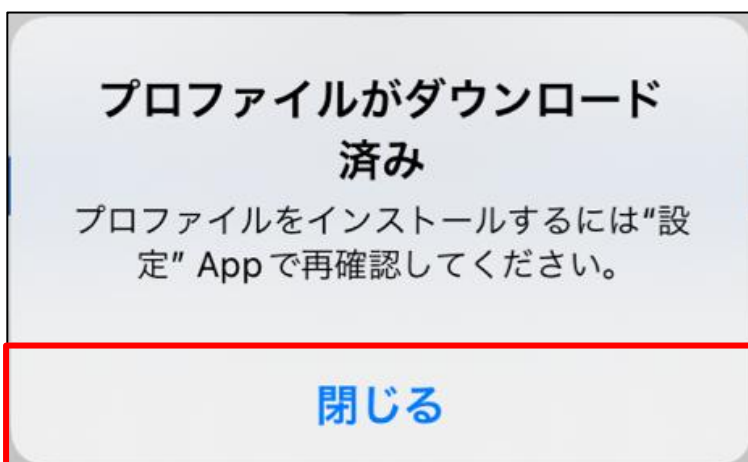 プロファイルがダウンロード
済み
プロファイルをインストールするには“設
定” Appで再確認してください。
閉じる